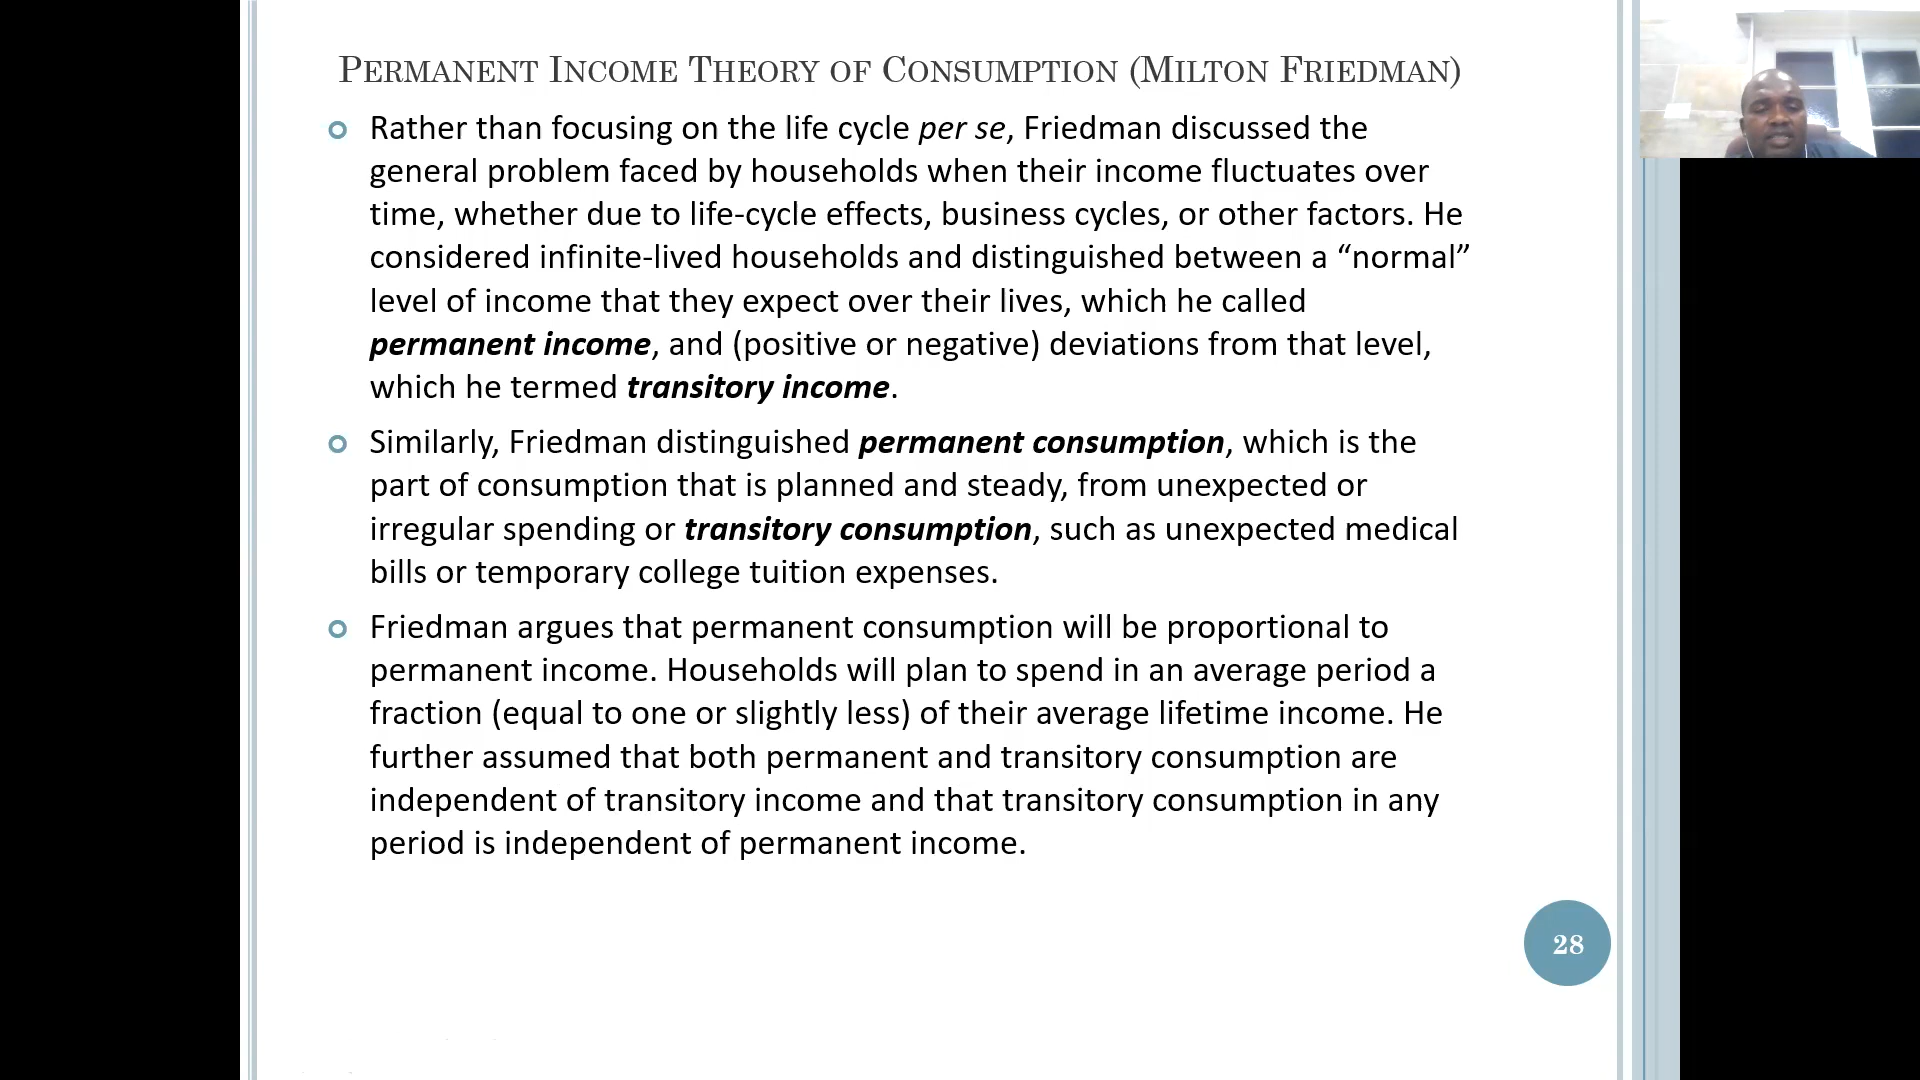 PERMANENT INCOME THEORY OF CONSUMPTION (MILTON FRIEDMAN)
Rather than focusing on the life cycle per se, Friedman discussed the
general problem faced by households when their income fluctuates over
time, whether due to life-cycle effects, business cycles, or other factors. He
considered infinite-lived households and distinguished between a “normal”
level of income that they expect over their lives, which he called
permanent income, and (positive or negative) deviations from that level,
which he termed transitory income.
Similarly, Friedman distinguished permanent consumption, which is the
part of consumption that is planned and steady, from unexpected or
irregular spending or transitory consumption, such as unexpected medical
bills or temporary college tuition expenses.
Friedman argues that permanent consumption will be proportional to
permanent income. Households will plan to spend in an average period a
fraction (equal to one or slightly less) of their average lifetime income. He
further assumed that both permanent and transitory consumption are
independent of transitory income and that transitory consumption in any
period is independent of permanent income.
28